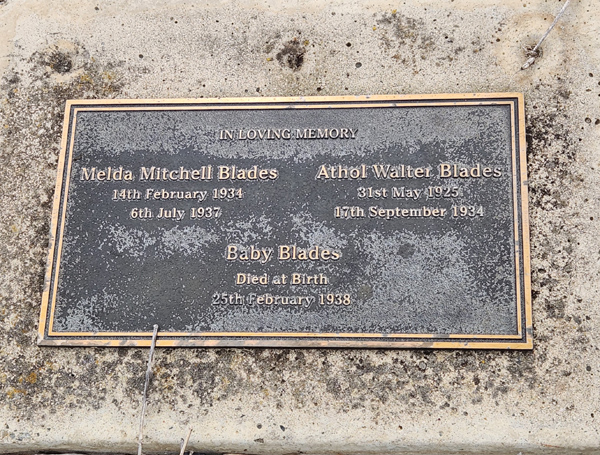 IN LOVING MEMORY
Melda Mitchell Blades
14th February 1934
6th July 1937
Athol Walter Blades
31st May 1925
17th September 1934
Baby Blades
Died at Birth
25th February 1938